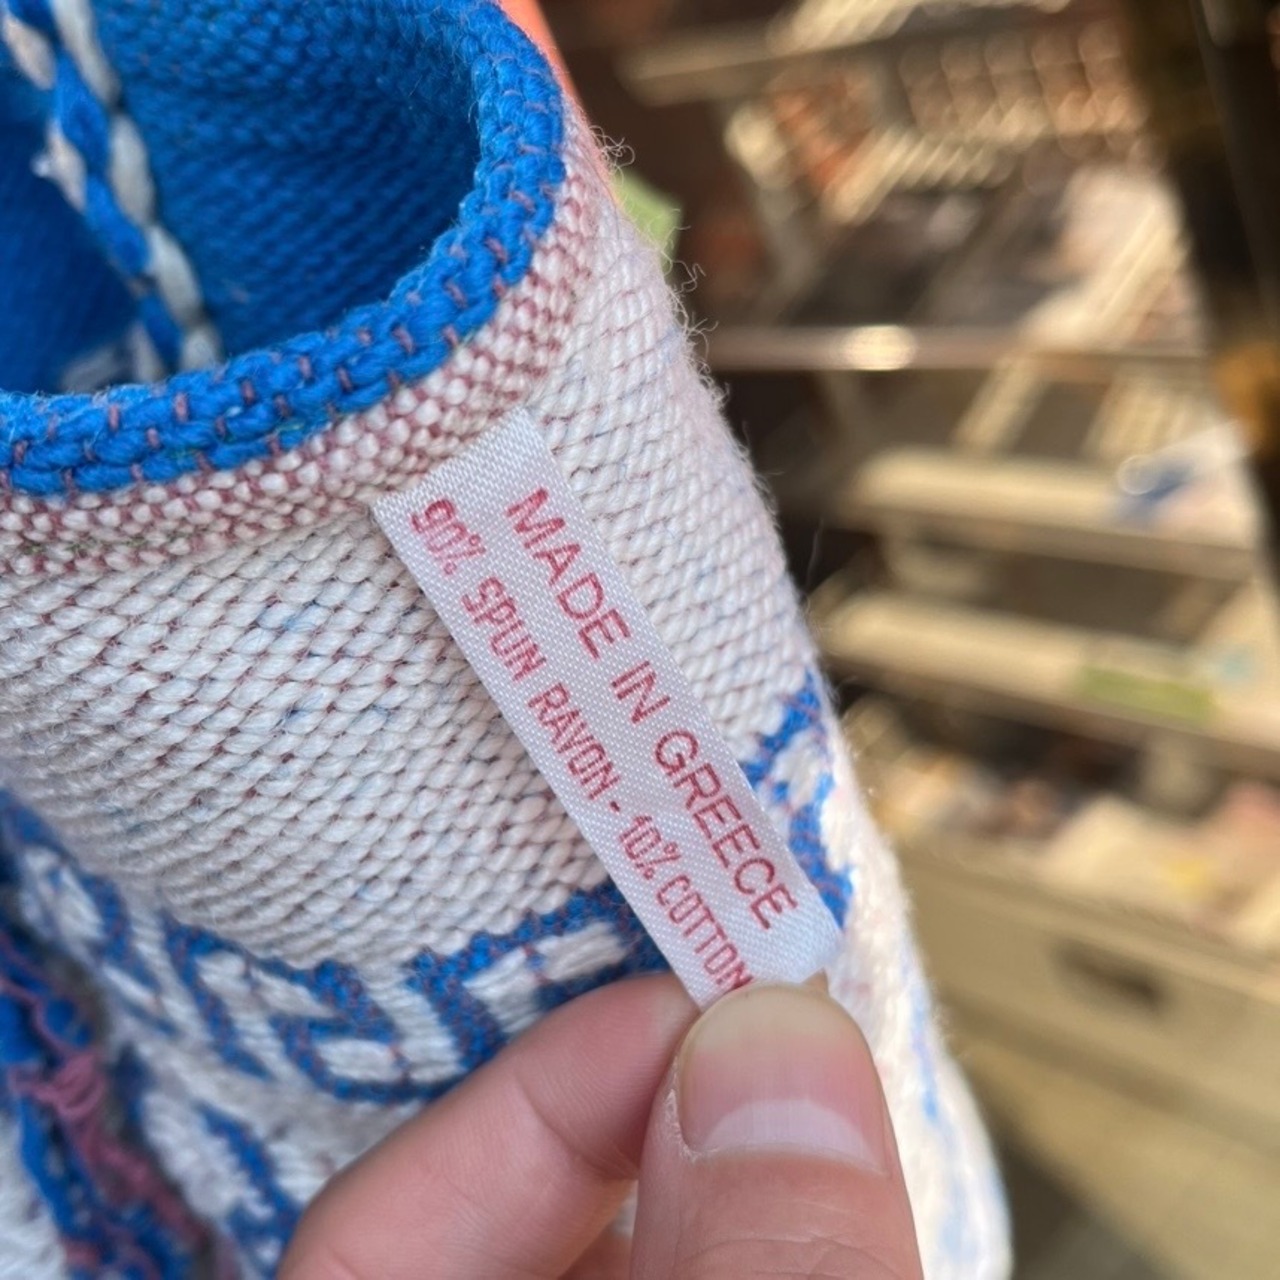 MADE IN GREECE
90% SPUN RAYON - 10% COTTON